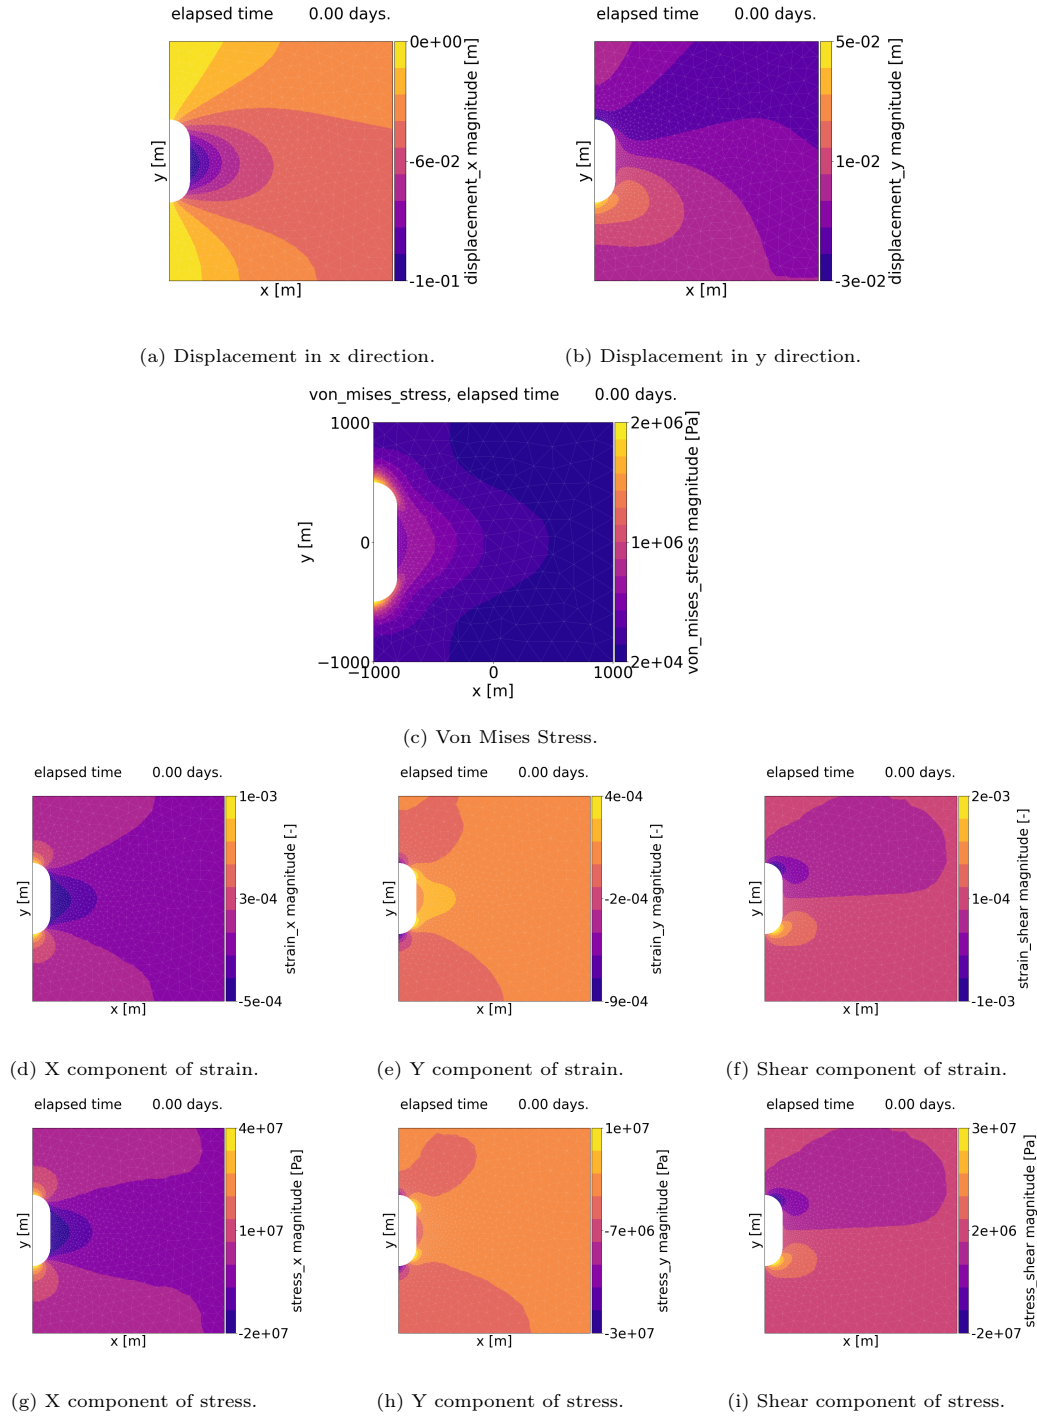 elapsed time 0.00 days.
elapsed time 0.00 days.
0e+00
-6e-02
-1e-01
displacement_x magnitude [m]
y [m]
x [m]
5e-02
1e-02
-3e-02
displacement_y magnitude [m]
y [m]
x [m]
(a) Displacement in x direction.
(b) Displacement in y direction.
von_mises_stress, elapsed time 0.00 days.
1000
0
−1000
y [m]
−1000
0
1000
x [m]
2e+06
1e+06
2e+04
von_mises_stress magnitude [Pa]
(c) Von Mises Stress.
elapsed time 0.00 days.
elapsed time 0.00 days.
elapsed time 0.00 days.
1e-03
3e-04
-5e-04
strain_x magnitude [-]
y [m]
x [m]
4e-04
-2e-04
-9e-04
strain_y magnitude [-]
y [m]
x [m]
2e-03
1e-04
-1e-03
strain_shear magnitude [-]
y [m]
x [m]
(d) X component of strain.
(e) Y component of strain.
(f) Shear component of strain.
elapsed time 0.00 days.
elapsed time 0.00 days.
elapsed time 0.00 days.
4e+07
1e+07
-2e+07
stress_x magnitude [Pa]
y [m]
x [m]
1e+07
-7e+06
-3e+07
stress_y magnitude [Pa]
y [m]
x [m]
3e+07
2e+06
-2e+07
stress_shear magnitude [Pa]
y [m]
x [m]
(g) X component of stress.
(h) Y component of stress.
(i) Shear component of stress.